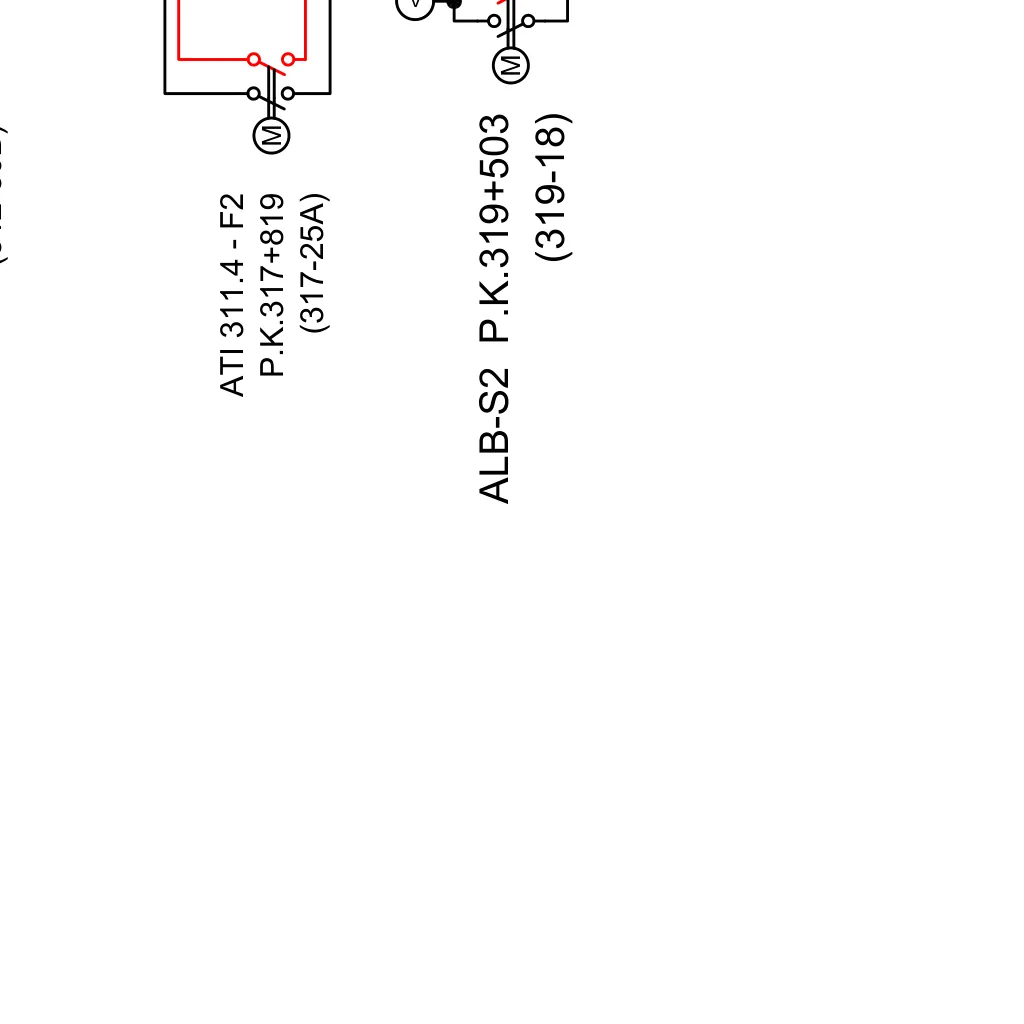 M
ATI 311.4 - F2
P.K.317+819
(317-25A)
M
ALB-S2 P.K.319+503
(319-18)